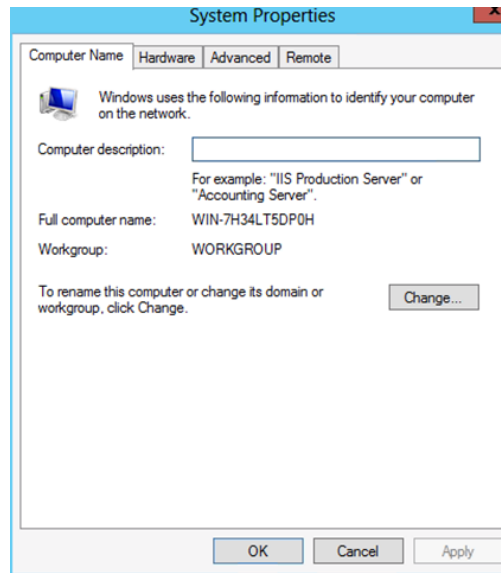 System Properties
x
Computer Name Hardware Advanced Remote
Windows uses the following information to identify your computer
on the network.
Computer description:
For example: "IIS Production Server" or
"Accounting Server".
Full computer name: WIN-7H34LT5DP0H
Workgroup: WORKGROUP
To rename this computer or change its domain or
workgroup, click Change.
Change...
OK Cancel Apply